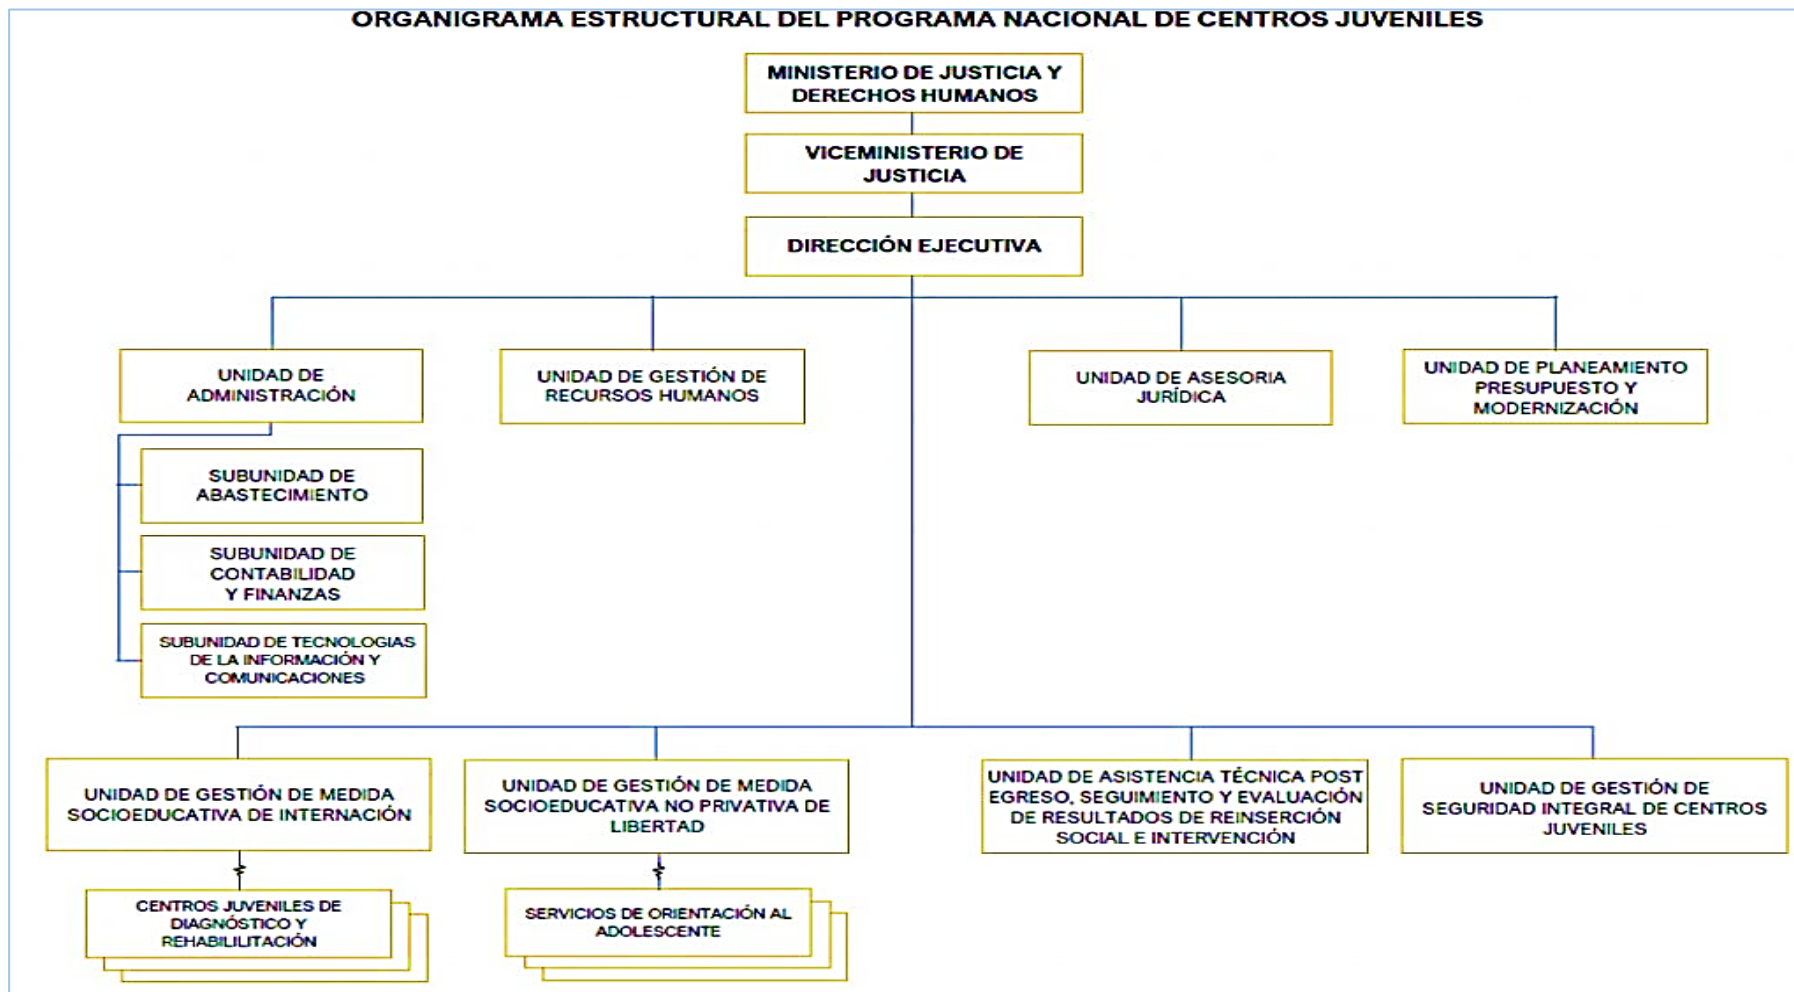 ORGANIGRAMA ESTRUCTURAL DEL PROGRAMA NACIONAL DE CENTROS JUVENILES
MINISTERIO DE JUSTICIA Y
DERECHOS HUMANOS
VICEMINISTERIO DE
JUSTICIA
DIRECCIÓN EJECUTIVA
UNIDAD DE
ADMINISTRACIÓN
UNIDAD DE GESTIÓN DE
RECURSOS HUMANOS
UNIDAD DE ASESORIA
JURÍDICA
UNIDAD DE PLANEAMIENTO
PRESUPUESTO Y
MODERNIZACIÓN
SUBUNIDAD DE
ABASTECIMIENTO
SUBUNIDAD DE
CONTABILIDAD
Y FINANZAS
SUBUNIDAD DE TECNOLOGIAS
DE LA INFORMACIÓN Y
COMUNICACIONES
UNIDAD DE GESTIÓN DE MEDIDA
SOCIOEDUCATIVA DE INTERNACIÓN
UNIDAD DE GESTIÓN DE MEDIDA
SOCIOEDUCATIVA NO PRIVATIVA DE
LIBERTAD
UNIDAD DE ASISTENCIA TÉCNICA POST
EGRESO, SEGUIMIENTO Y EVALUACIÓN
DE RESULTADOS DE REINSERCIÓN
SOCIAL E INTERVENCIÓN
UNIDAD DE GESTIÓN DE
SEGURIDAD INTEGRAL DE CENTROS
JUVENILES
CENTROS JUVENILES DE
DIAGNÓSTICO Y
REHABILILITACIÓN
SERVICIOS DE ORIENTACIÓN AL
ADOLESCENTE